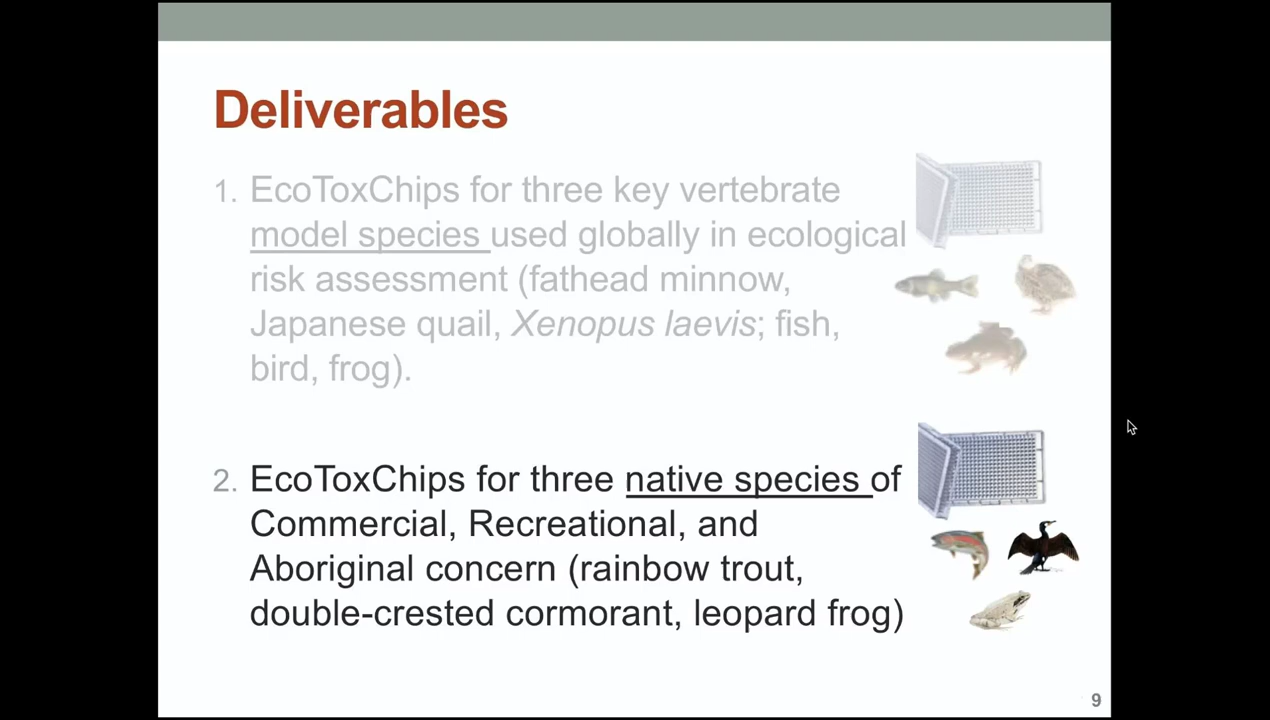 Deliverables
1. EcoToxChips for three key vertebrate
model species used globally in ecological
risk assessment (fathead minnow,
Japanese quail, Xenopus laevis; fish,
bird, frog).
2. EcoToxChips for three native species of
Commercial, Recreational, and
Aboriginal concern (rainbow trout,
double-crested cormorant, leopard frog)
9